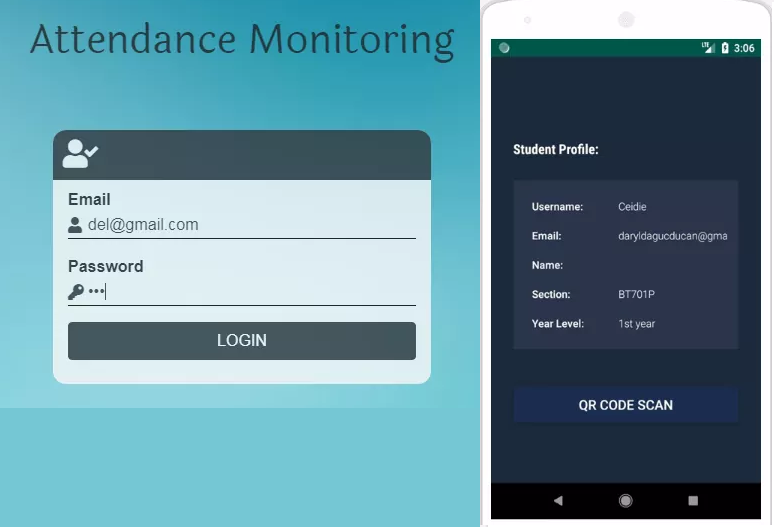 Attendance Monitoring
Email
del@gmail.com
Password
•••
LOGIN
LTE 3:06
Student Profile:
Username: Ceidie
Email: daryldagucducan@gma
Name:
Section: BT701P
Year Level: 1st year
QR CODE SCAN